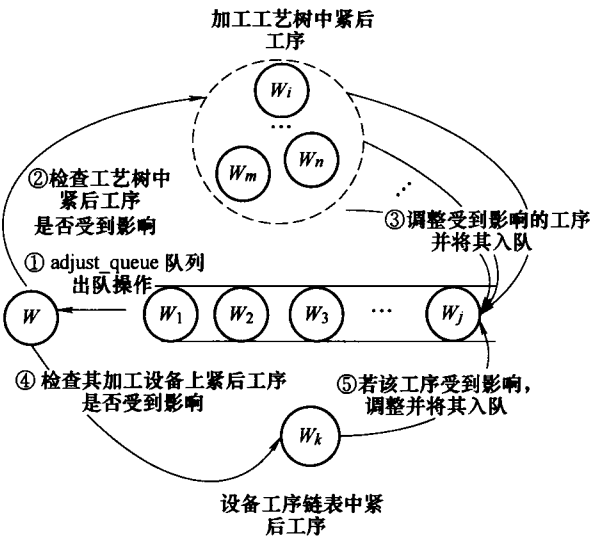 加工工艺树中紧后
工序
Wi
...
Wm
Wn
②检查工艺树中
紧后工序
是否受到影响
...
③调整受到影响的工序
并将其入队
① adjust_queue 队列
出队操作
W
W1
W2
W3
...
Wj
④ 检查其加工设备上紧后工序
是否受到影响
⑤若该工序受到影响，
调整并将其入队
Wk
设备工序链表中紧
后工序